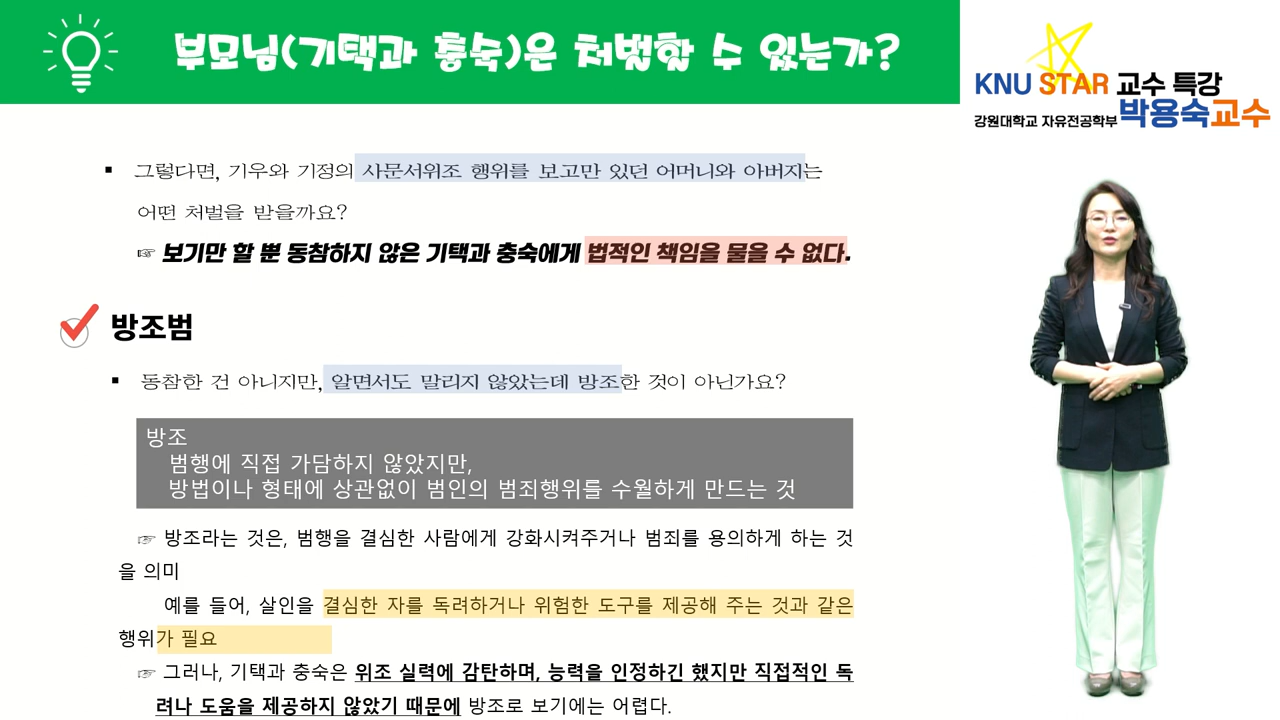 부모님(기택과 충숙)은 처벌할 수 있는가?
KNU STAR 교수 특강
강원대학교 자유전공학부 박용숙교수
▪ 그렇다면, 기우와 기정의 사문서위조 행위를 보고만 있던 어머니와 아버지는
어떤 처벌을 받을까요?
☞ 보기만 할 뿐 동참하지 않은 기택과 충숙에게 법적인 책임을 물을 수 없다.
방조범
▪ 동참한 건 아니지만, 알면서도 말리지 않았는데 방조한 것이 아닌가요?
방조
범행에 직접 가담하지 않았지만,
방법이나 형태에 상관없이 범인의 범죄행위를 수월하게 만드는 것
☞ 방조라는 것은, 범행을 결심한 사람에게 강화시켜주거나 범죄를 용의하게 하는 것
을 의미
예를 들어, 살인을 결심한 자를 독려하거나 위험한 도구를 제공해 주는 것과 같은
행위가 필요
☞ 그러나, 기택과 충숙은 위조 실력에 감탄하며, 능력을 인정하긴 했지만 직접적인 독
려나 도움을 제공하지 않았기 때문에 방조로 보기에는 어렵다.